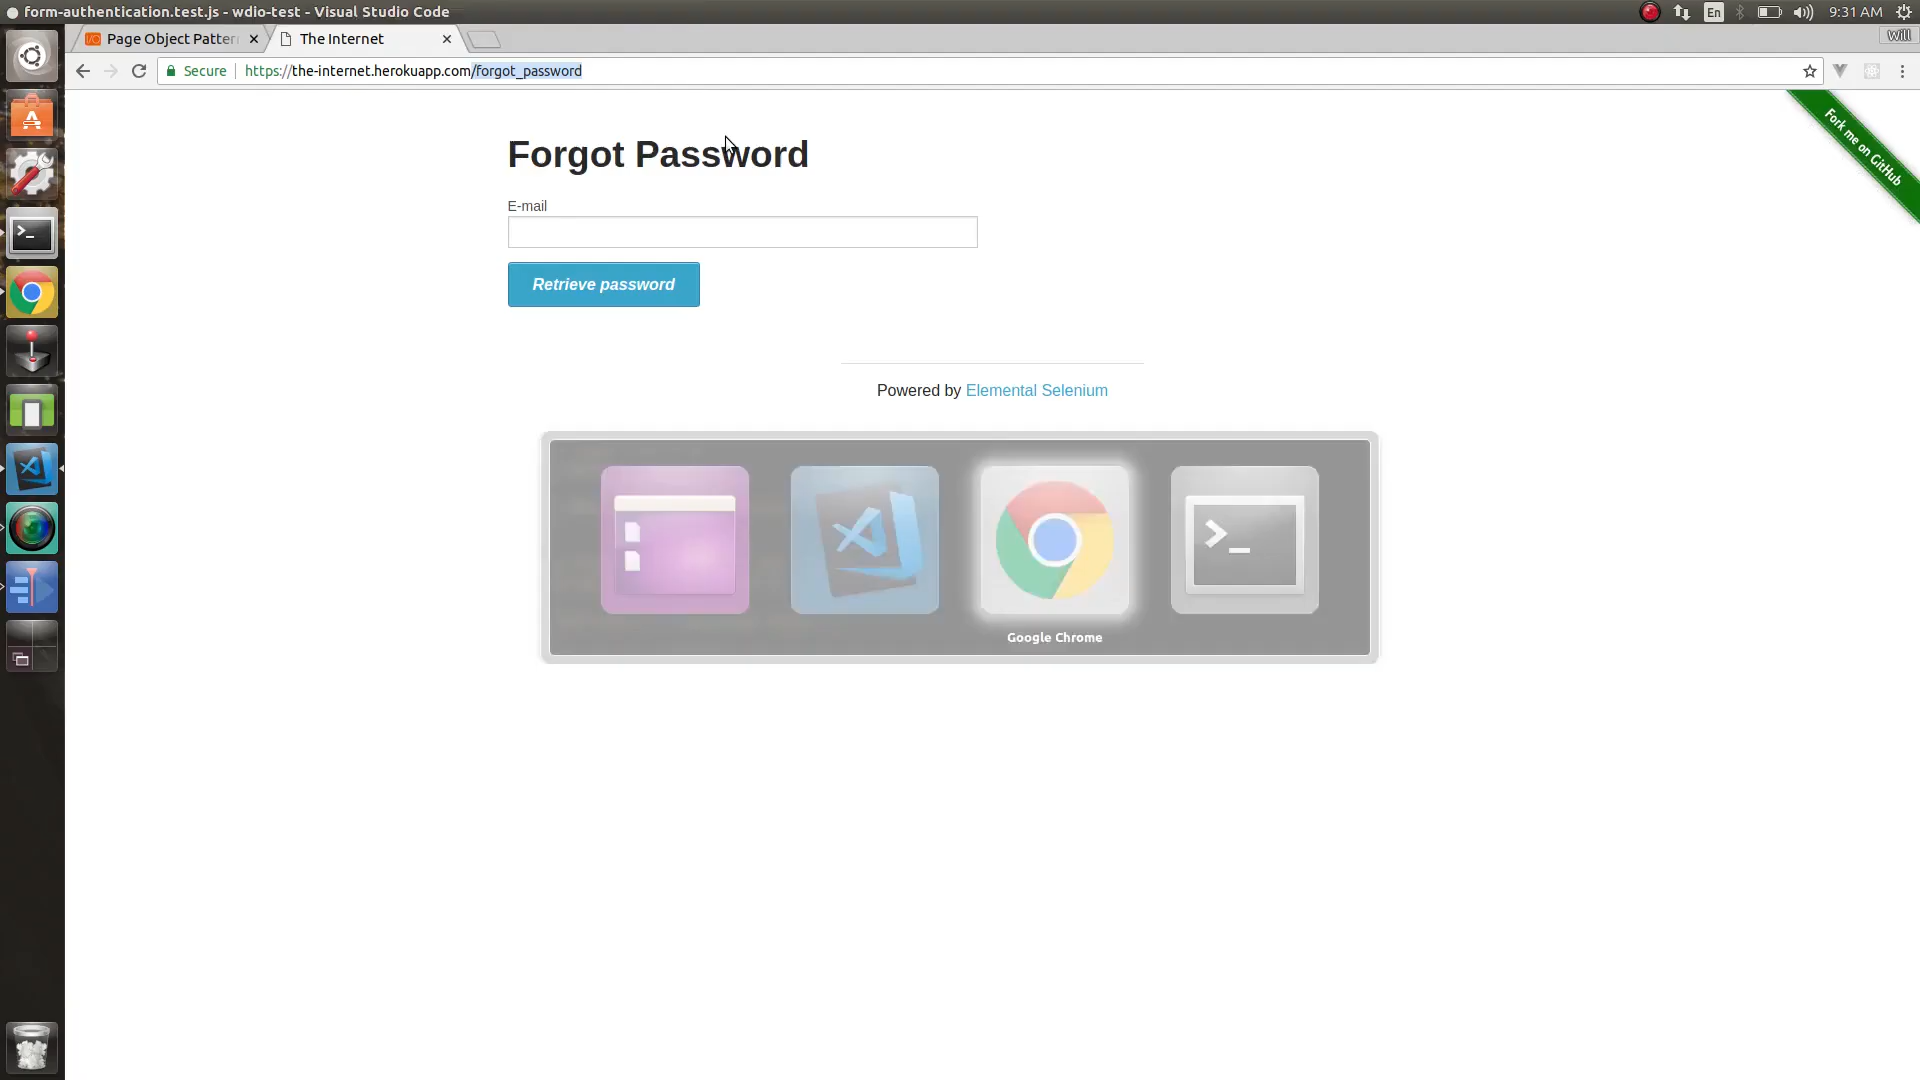 form-authentication.test.js - wdio-test - Visual Studio Code
En
9:31 AM
Page Object Patter
The Internet
Will
Secure
https://the-internet.herokuapp.com/forgot_password
Fork me on GitHub
Forgot Password
E-mail
Retrieve password
Powered by Elemental Selenium
Google Chrome